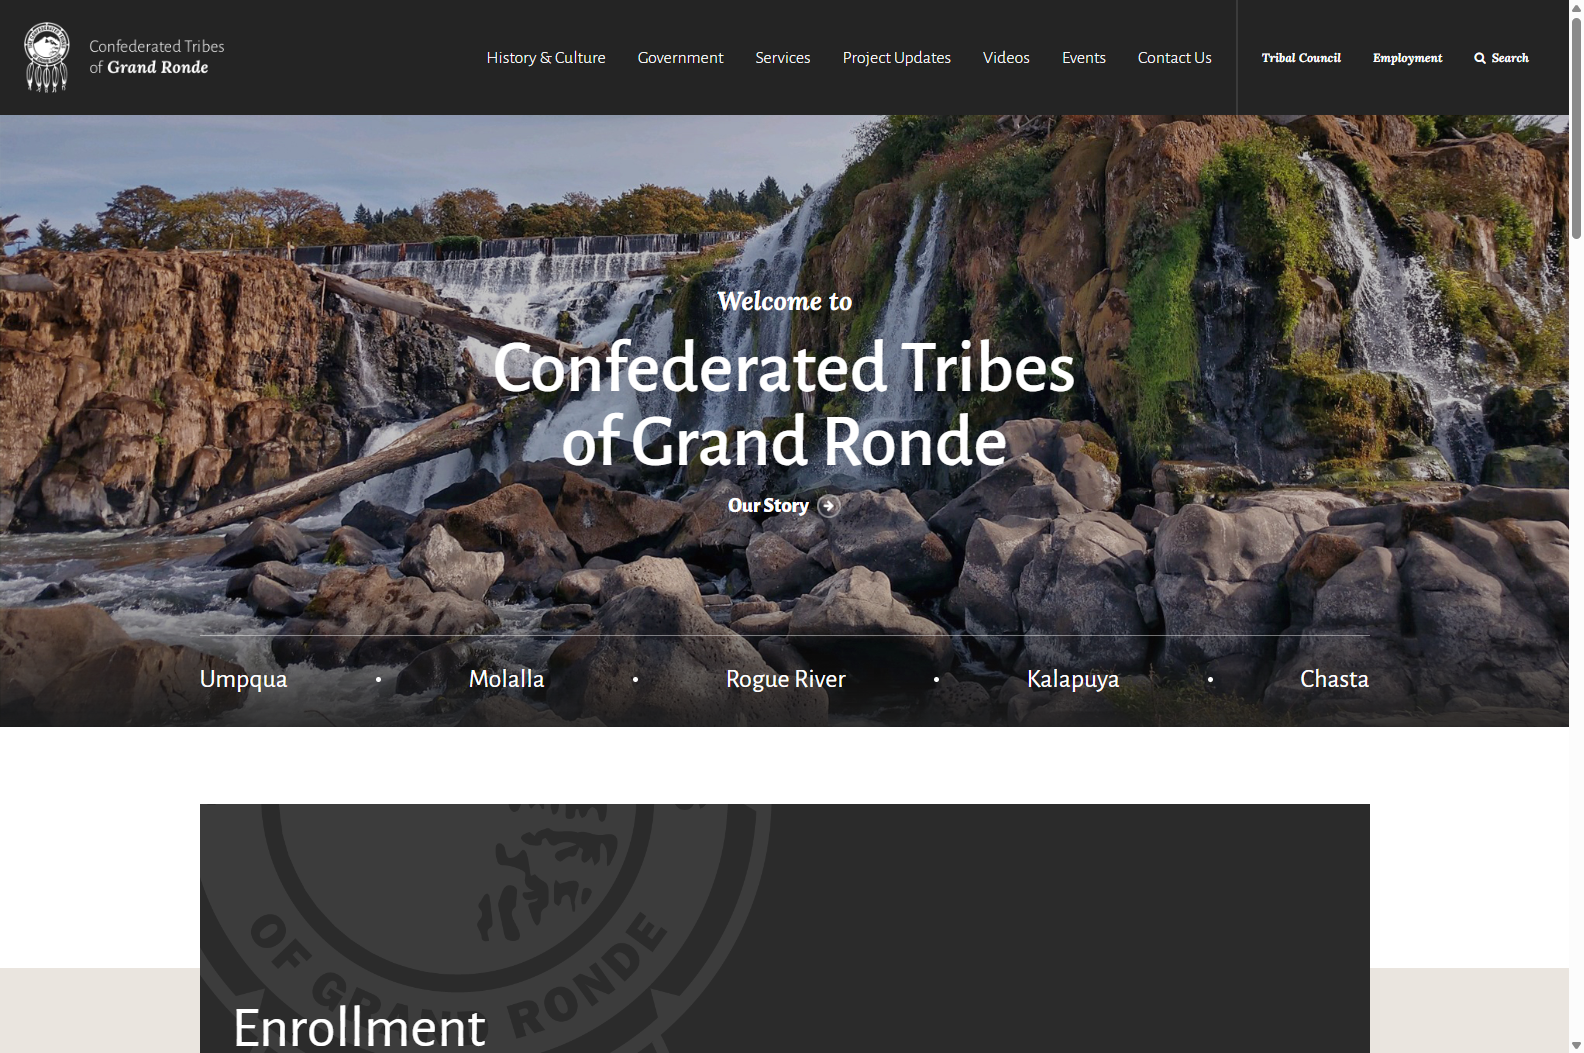 Confederated Tribes
of Grand Ronde
History & Culture
Government
Services
Project Updates
Videos
Events
Contact Us
Tribal Council
Employment
Search
Welcome to
Confederated Tribes
of Grand Ronde
Our Story
Umpqua • Molalla • Rogue River • Kalapuya • Chasta
OF GRAND RONDE
Enrollment